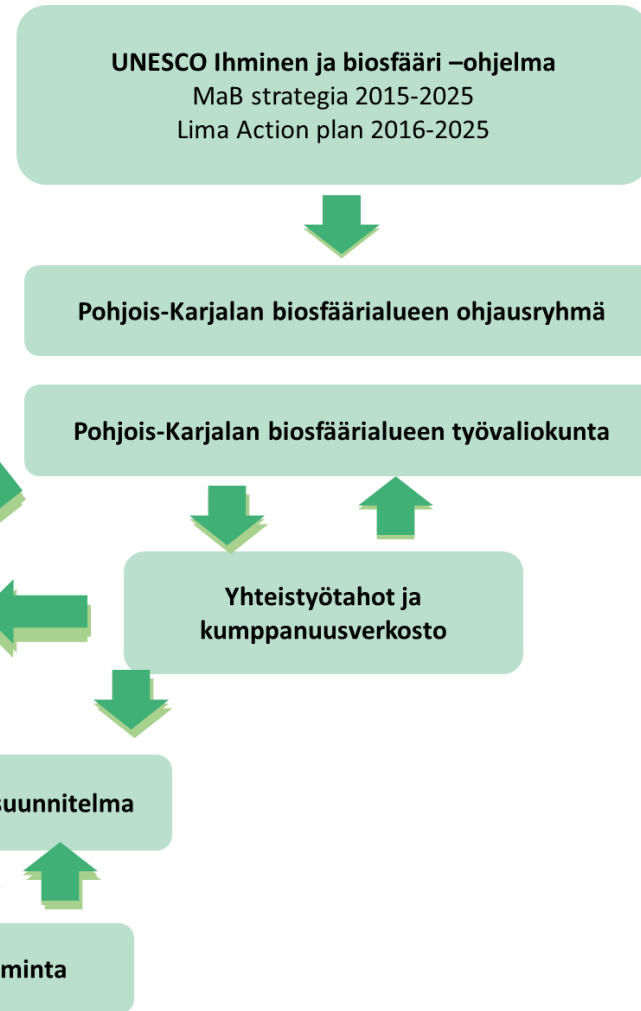 UNESCO Ihminen ja biosfääri –ohjelma
MaB strategia 2015-2025
Lima Action plan 2016-2025
Pohjois-Karjalan biosfäärialueen ohjausryhmä
Pohjois-Karjalan biosfäärialueen työvaliokunta
Yhteistyötahot ja
kumppanuusverkosto
suunnitelma
minta